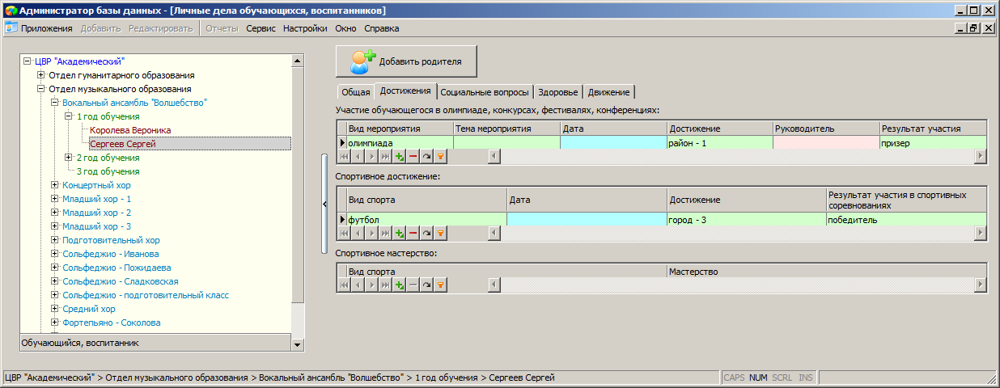 Администратор базы данных - [Личные дела обучающихся, воспитанников]
Приложения Добавить Редактировать Отчеты Сервис Настройки Окно Справка
ЦВР "Академический"
Отдел гуманитарного образования
Отдел музыкального образования
Вокальный ансамбль "Волшебство"
1 год обучения
Королева Вероника
Сергеев Сергей
2 год обучения
3 год обучения
Концертный хор
Младший хор - 1
Младший хор - 2
Младший хор - 3
Подготовительный хор
Сольфеджио - Иванова
Сольфеджио - Пожидаева
Сольфеджио - Сладковская
Сольфеджио - подготовительный класс
Средний хор
Фортепьяно - Соколова
Обучающийся, воспитанник
Добавить родителя
Общая Достижения Социальные вопросы Здоровье Движение
Участие обучающегося в олимпиаде, конкурсах, фестивалях, конференциях:
Вид мероприятия Тема мероприятия Дата Достижение Руководитель Результат участия
олимпиада район - 1 призер
Спортивное достижение:
Вид спорта Дата Достижение Результат участия в спортивных
соревнованиях
футбол город - 3 победитель
Спортивное мастерство:
Вид спорта Мастерство
ЦВР "Академический" > Отдел музыкального образования > Вокальный ансамбль "Волшебство" > 1 год обучения > Сергеев Сергей CAPS NUM SCRL INS